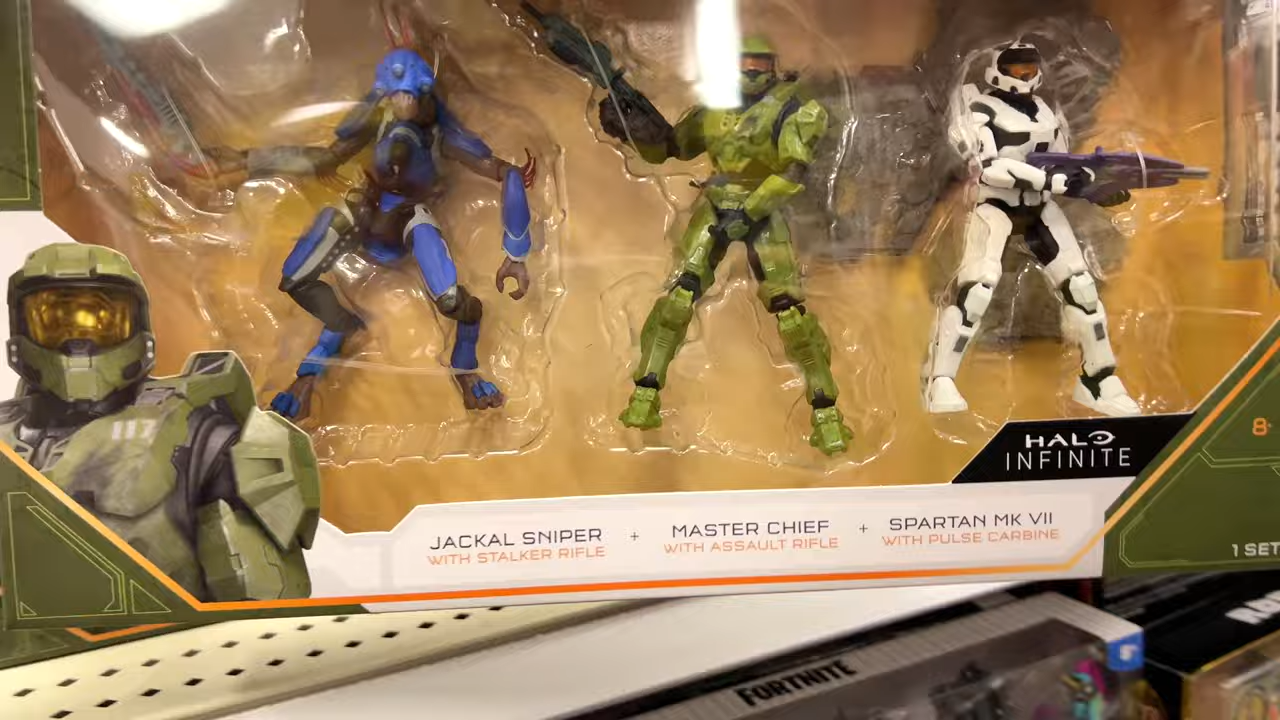 117
HALO
INFINITE
8+
JACKAL SNIPER
WITH STALKER RIFLE
+
MASTER CHIEF
WITH ASSAULT RIFLE
+
SPARTAN MK VII
WITH PULSE CARBINE
1 SET
FORTNITE